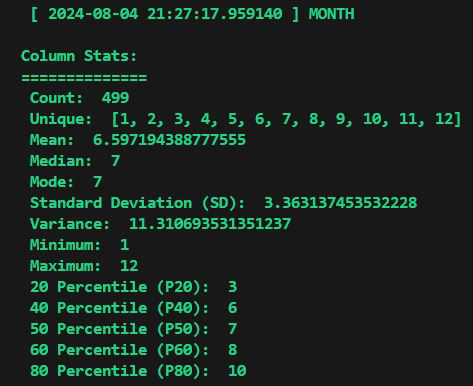 [ 2024-08-04 21:27:17.959140 ] MONTH
Column Stats:
==============
Count:  499
Unique:  [1, 2, 3, 4, 5, 6, 7, 8, 9, 10, 11, 12]
Mean:  6.597194388777555
Median:  7
Mode:  7
Standard Deviation (SD):  3.363137453532228
Variance:  11.310693531351237
Minimum:  1
Maximum:  12
20 Percentile (P20):  3
40 Percentile (P40):  6
50 Percentile (P50):  7
60 Percentile (P60):  8
80 Percentile (P80):  10